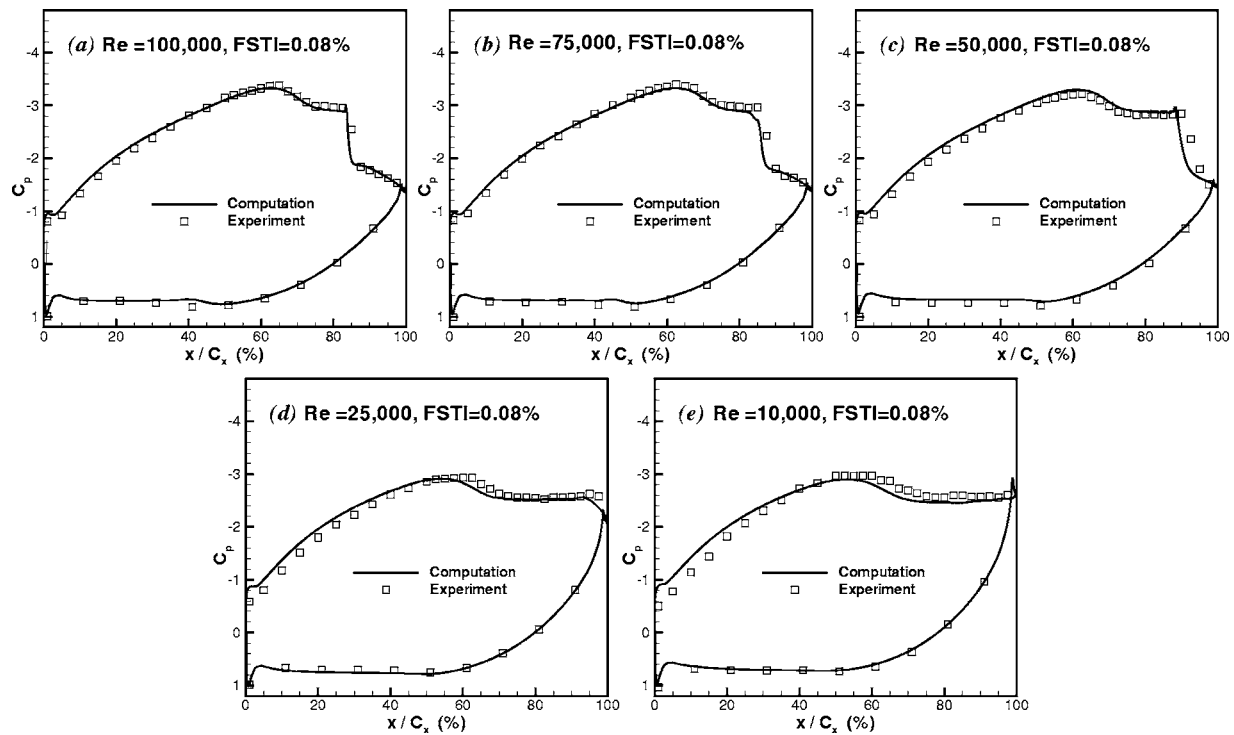 (a) Re =100,000, FSTI=0.08%
-4
-3
-2
-1
0
1
Cp
Computation
Experiment
0 20 40 60 80 100
x / Cx (%)
(b) Re =75,000, FSTI=0.08%
-4
-3
-2
-1
0
1
Cp
Computation
Experiment
0 20 40 60 80 100
x / Cx (%)
(c) Re =50,000, FSTI=0.08%
-4
-3
-2
-1
0
1
Cp
Computation
Experiment
0 20 40 60 80 100
x / Cx (%)
(d) Re =25,000, FSTI=0.08%
-4
-3
-2
-1
0
1
Cp
Computation
Experiment
0 20 40 60 80 100
x / Cx (%)
(e) Re =10,000, FSTI=0.08%
-4
-3
-2
-1
0
1
Cp
Computation
Experiment
0 20 40 60 80 100
x / Cx (%)